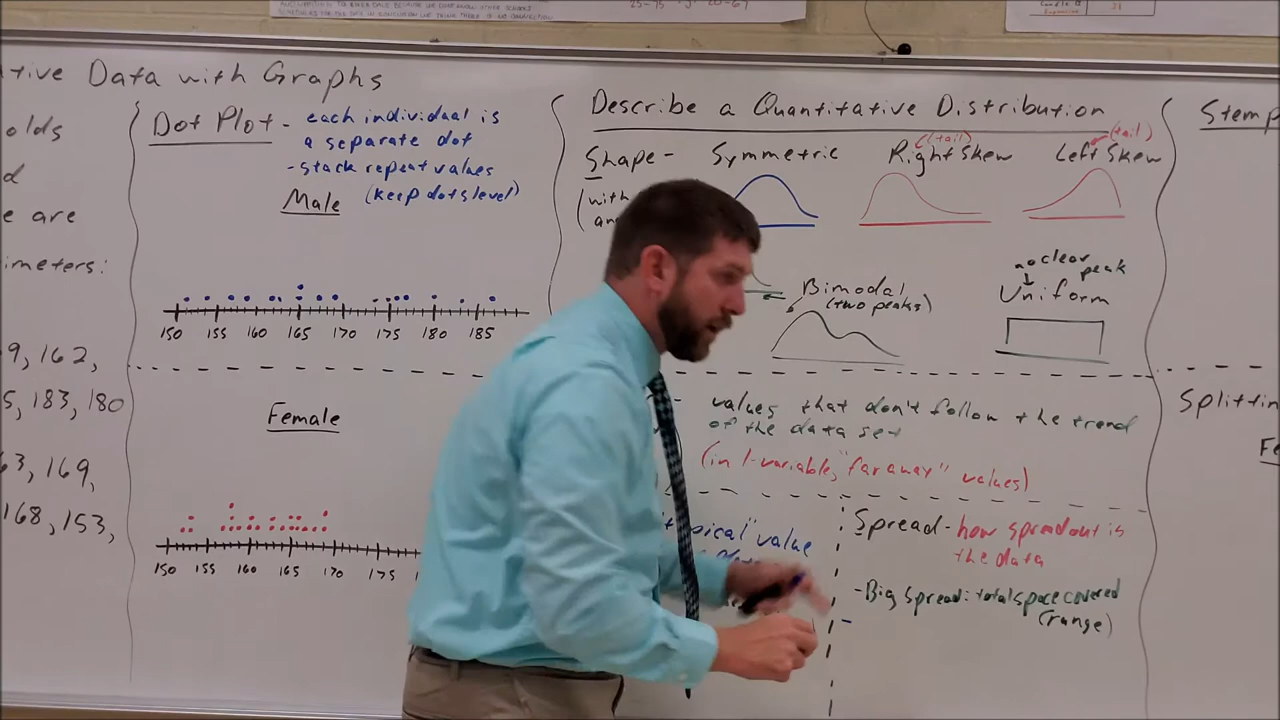 Data with Graphs
olds
e are
imeters:
9, 162,
5, 183, 180
63, 169,
168, 153,
Dot Plot - each individual is
a separate dot
- stack repeat values
(keep dots level)
Male
150 155 160 165 170 175 180 185
Female
150 155 160 165 170 175
Describe a Quantitative Distribution
Shape - Symmetric Right Skew Left Skew
(tail) (tail)
(with
Bimodal
(two peaks)
no clear
peak
Uniform
- values that don't follow the trend
of the data set
(in 1-variable, "far away" values)
pical" value
Spread - how spread out is
the data
- Big Spread: total space covered
(range)
Stemp
Splittin
Fe